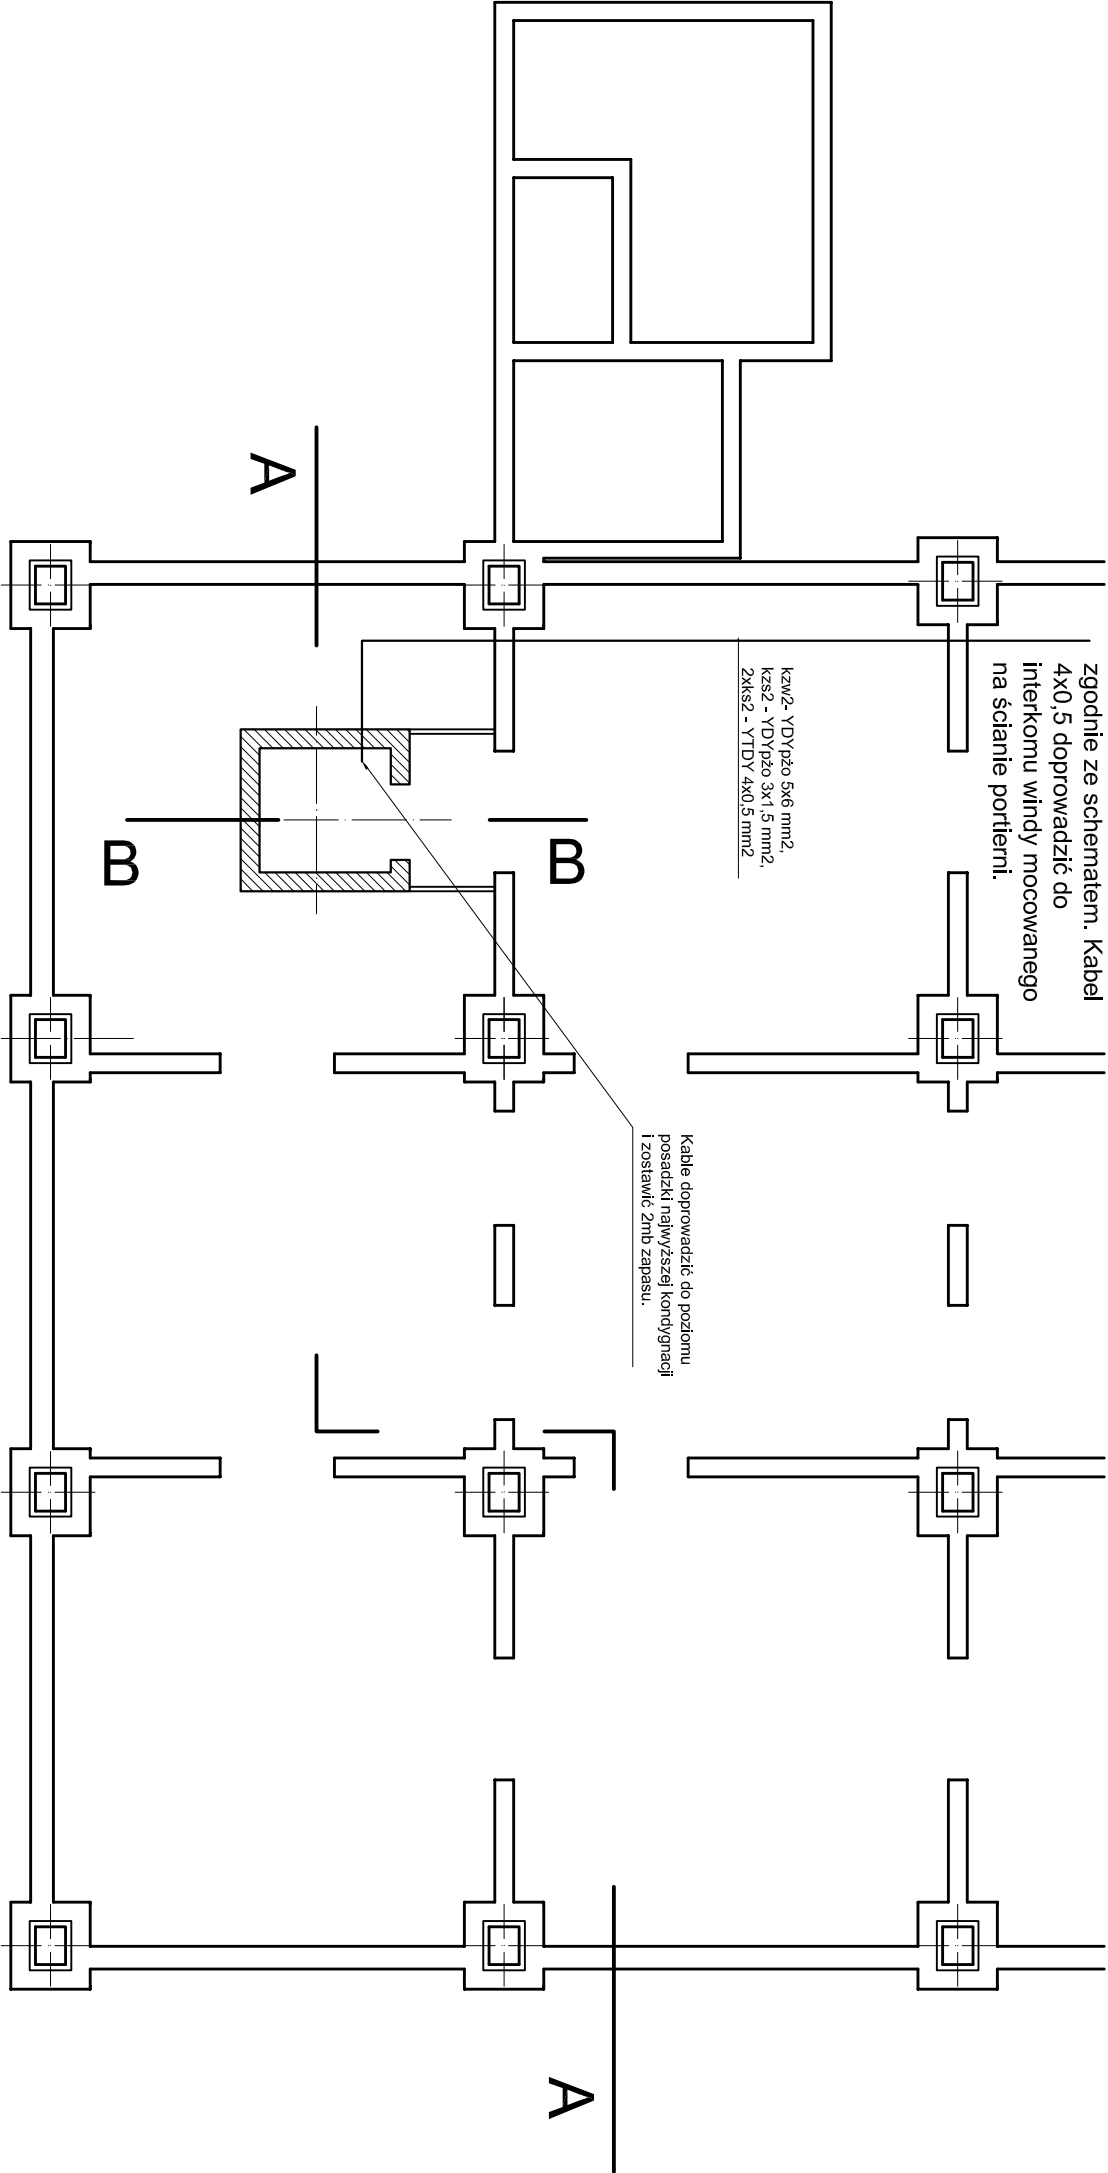 zgodnie ze schematem. Kabel
4x0,5 doprowadzić do
interkomu windy mocowanego
na ścianie portierni.
kzw2- YDYpżo 5x6 mm2,
kzs2 - YDYpżo 3x1,5 mm2,
2xks2 - YTDY 4x0,5 mm2
Kable doprowadzić do poziomu
posadzki najwyższej kondygnacji
i zostawić 2mb zapasu.
A
B
B
A